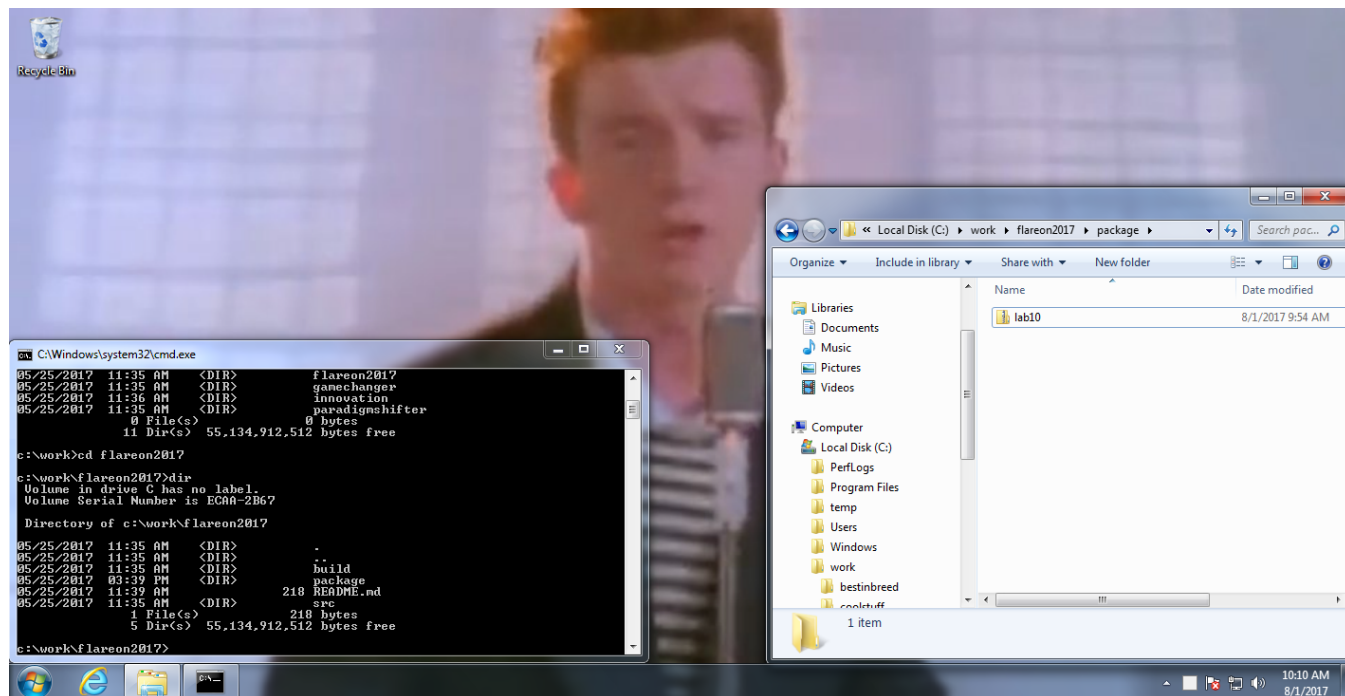 Recycle Bin
C:\Windows\system32\cmd.exe
05/25/2017  11:35 AM    <DIR>          flareon2017
05/25/2017  11:35 AM    <DIR>          gamechanger
05/25/2017  11:36 AM    <DIR>          innovation
05/25/2017  11:35 AM    <DIR>          paradigmshifter
0 File(s)              0 bytes
11 Dir(s)  55,134,912,512 bytes free
c:\work>cd flareon2017
c:\work\flareon2017>dir
Volume in drive C has no label.
Volume Serial Number is ECAA-2B67
Directory of c:\work\flareon2017
05/25/2017  11:35 AM    <DIR>          .
05/25/2017  11:35 AM    <DIR>          ..
05/25/2017  11:35 AM    <DIR>          build
05/25/2017  03:39 PM    <DIR>          package
05/25/2017  11:39 AM               218 README.md
05/25/2017  11:35 AM    <DIR>          src
1 File(s)            218 bytes
5 Dir(s)  55,134,912,512 bytes free
c:\work\flareon2017>
« Local Disk (C:) ▸ work ▸ flareon2017 ▸ package ▸
Search pac...
Organize Include in library Share with New folder
Libraries
Documents
Music
Pictures
Videos
Computer
Local Disk (C:)
PerfLogs
Program Files
temp
Users
Windows
work
bestinbreed
coolstuff
Name Date modified
lab10 8/1/2017 9:54 AM
1 item
10:10 AM
8/1/2017